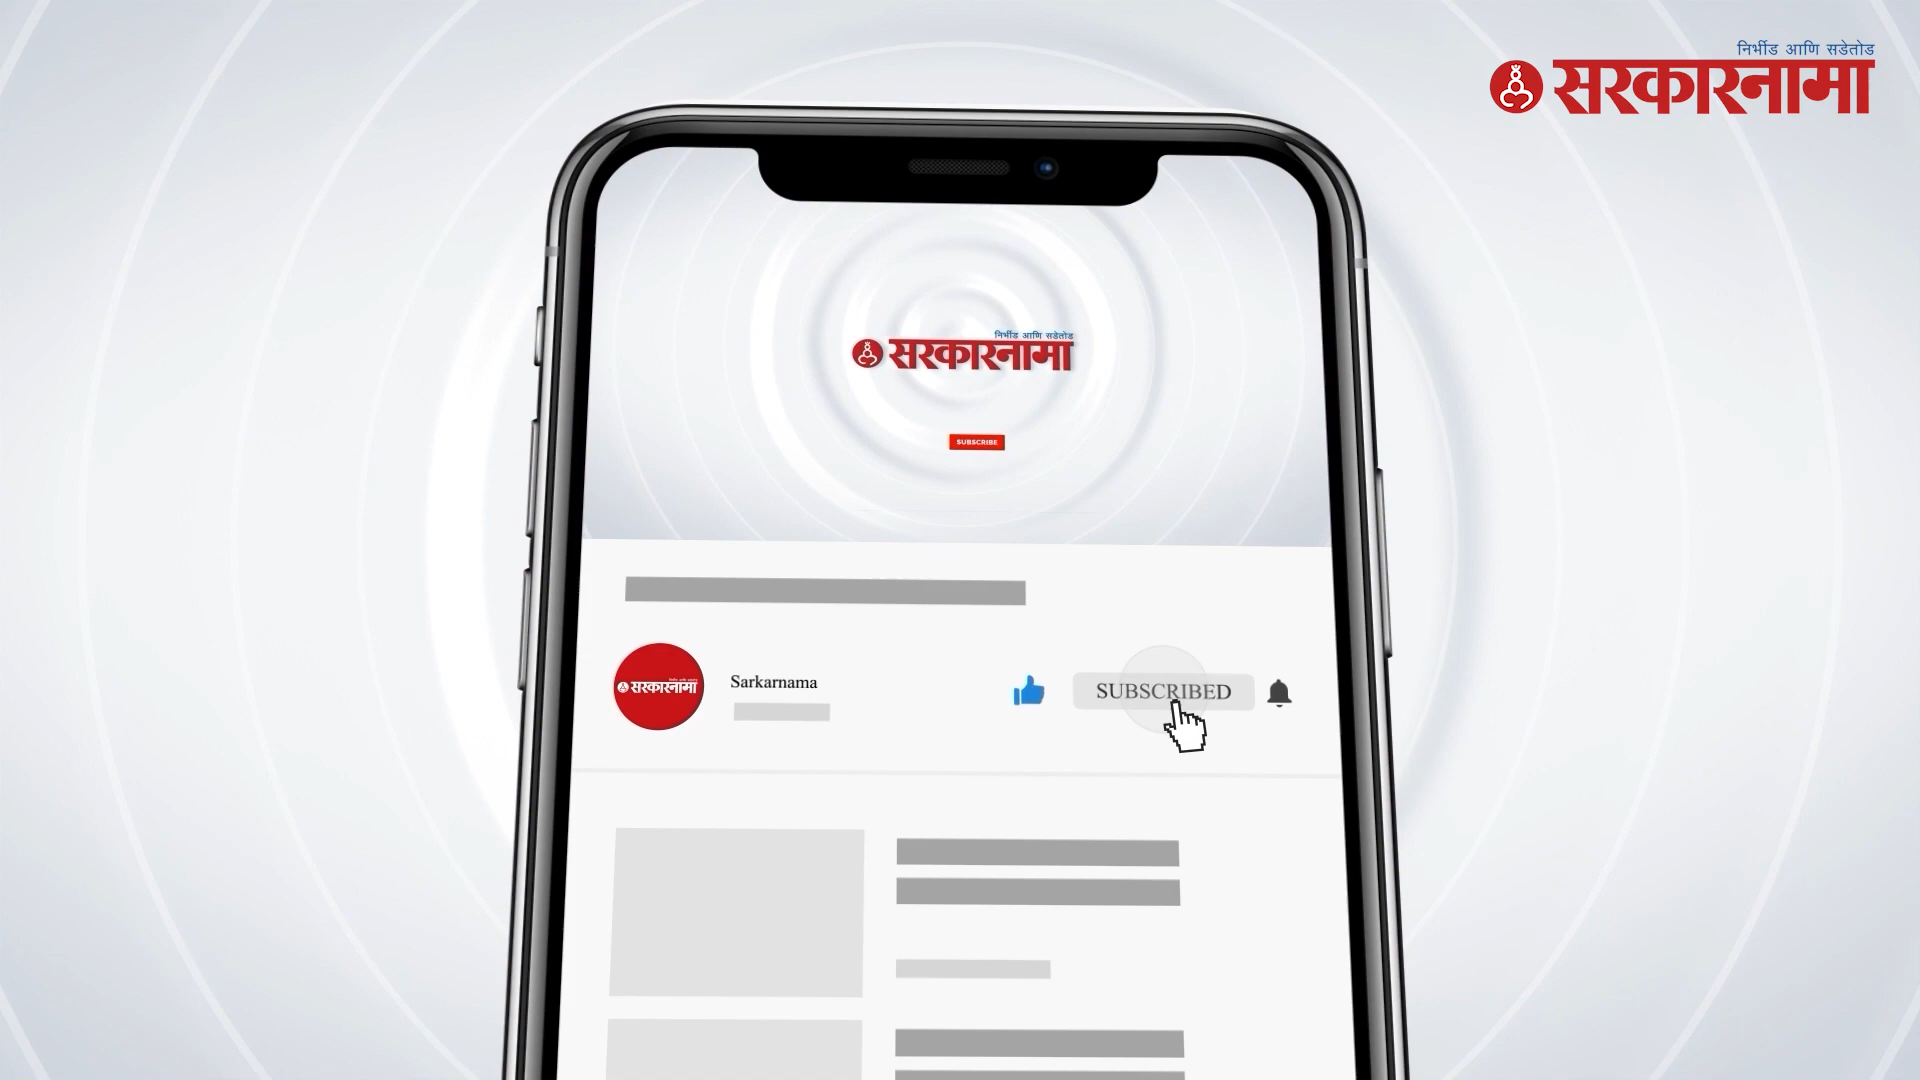 निर्भीड आणि सडेतोड
सरकारनामा
निर्भीड आणि सडेतोड
सरकारनामा
SUBSCRIBE
सरकारनामा
Sarkarnama
SUBSCRIBED